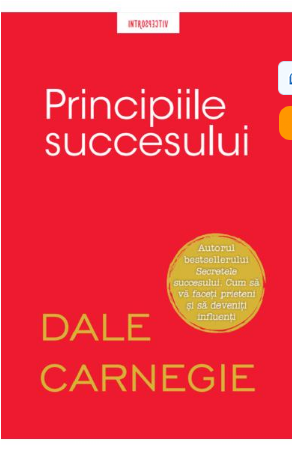 INTROSPECTIV
Principiile
succesului
Autorul
bestsellerului
Secretele
succesului. Cum să
vă faceți prieteni
și să deveniți
influenți
DALE
CARNEGIE